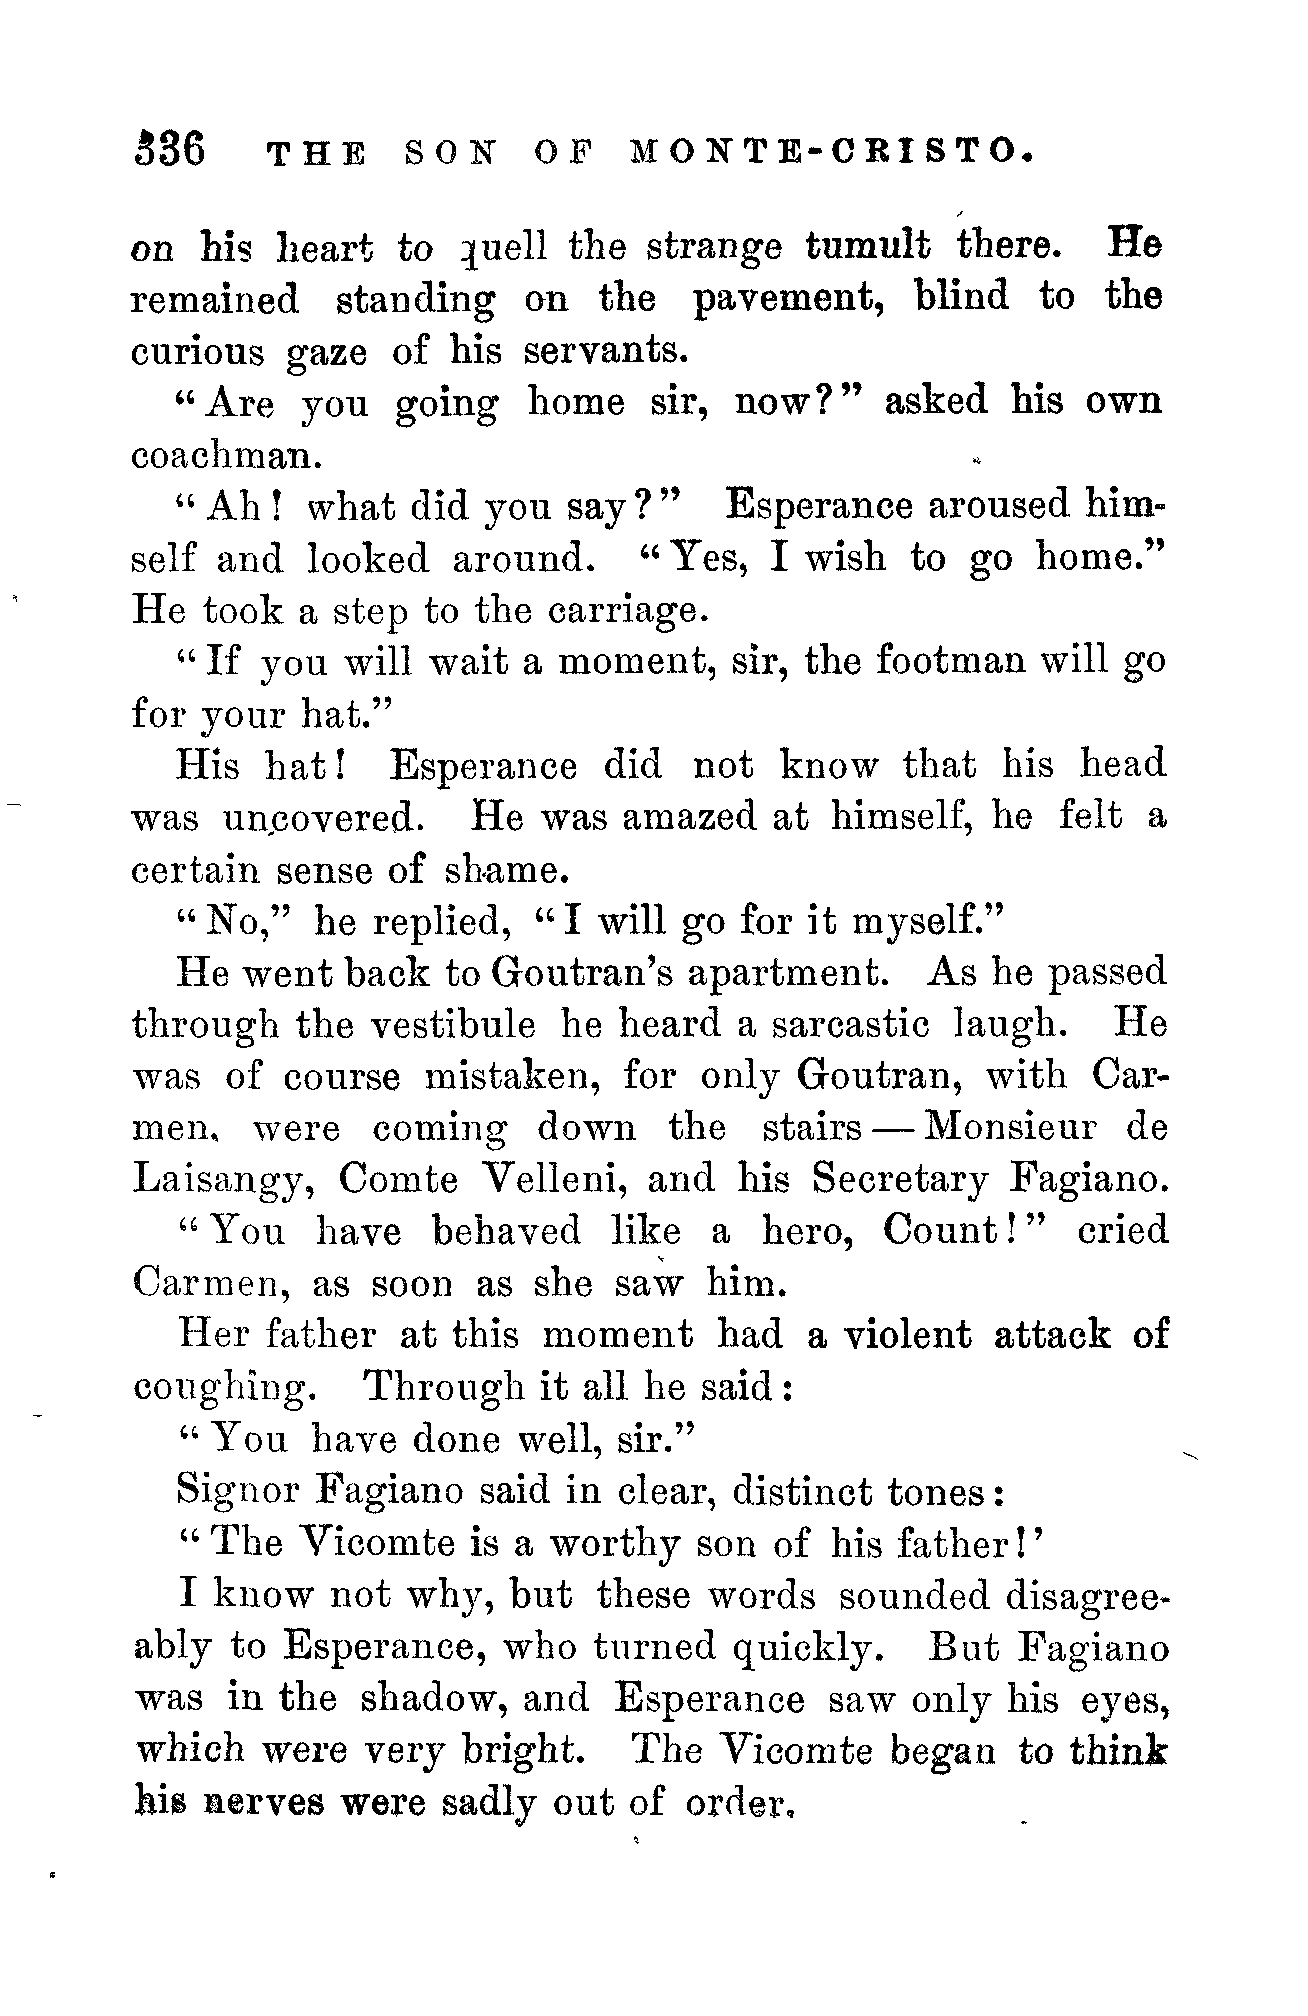 336 THE SON OF MONTE-CRISTO.
on his heart to quell the strange tumult there. He
remained standing on the pavement, blind to the
curious gaze of his servants.
“Are you going home sir, now?” asked his own
coachman.
“Ah! what did you say?” Esperance aroused him-
self and looked around. “Yes, I wish to go home.”
He took a step to the carriage.
“If you will wait a moment, sir, the footman will go
for your hat.”
His hat! Esperance did not know that his head
was uncovered. He was amazed at himself, he felt a
certain sense of shame.
“No,” he replied, “I will go for it myself.”
He went back to Goutran’s apartment. As he passed
through the vestibule he heard a sarcastic laugh. He
was of course mistaken, for only Goutran, with Car-
men, were coming down the stairs — Monsieur de
Laisangy, Comte Velleni, and his Secretary Fagiano.
“You have behaved like a hero, Count!” cried
Carmen, as soon as she saw him.
Her father at this moment had a violent attack of
coughing. Through it all he said:
“You have done well, sir.”
Signor Fagiano said in clear, distinct tones:
“The Vicomte is a worthy son of his father!’
I know not why, but these words sounded disagree-
ably to Esperance, who turned quickly. But Fagiano
was in the shadow, and Esperance saw only his eyes,
which were very bright. The Vicomte began to think
his nerves were sadly out of order.